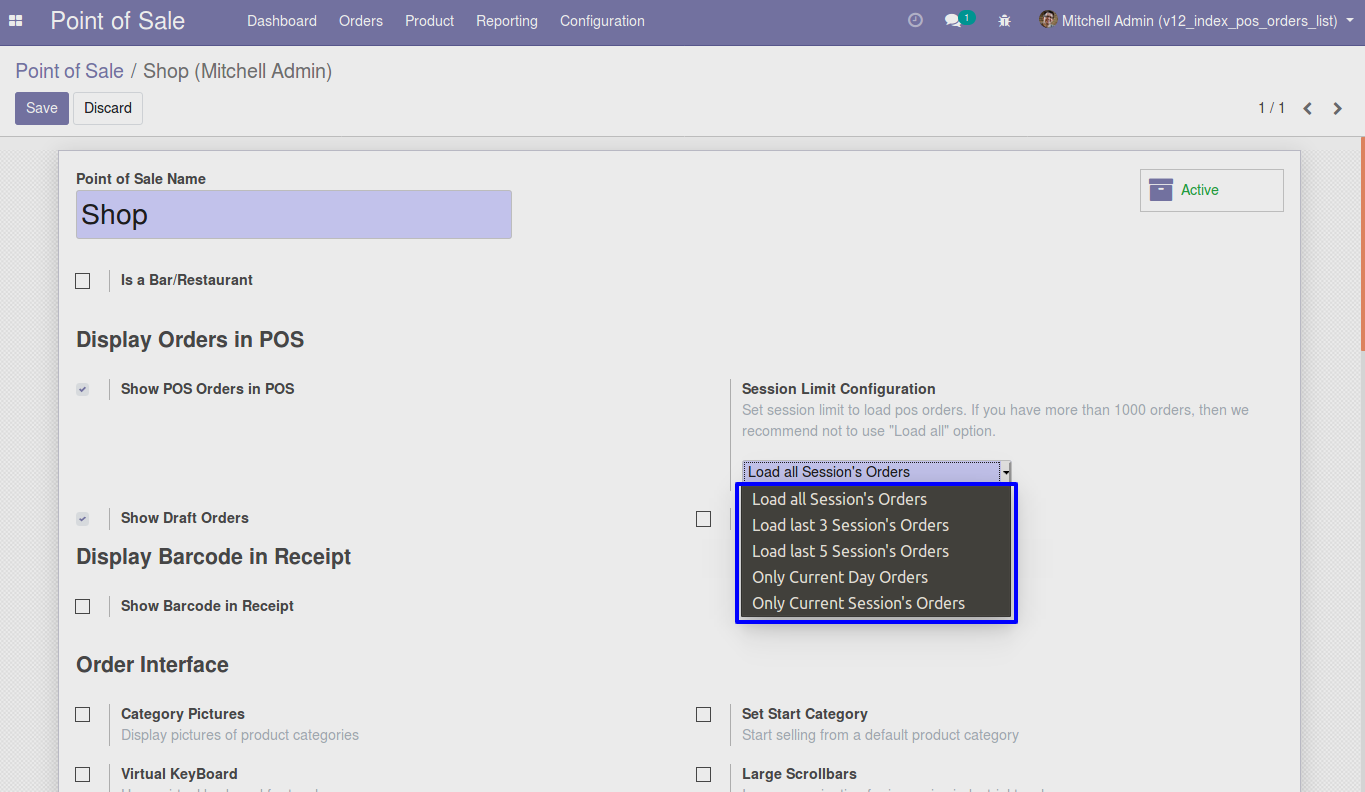 Point of Sale Dashboard Orders Product Reporting Configuration 1 Mitchell Admin (v12_index_pos_orders_list)
Point of Sale / Shop (Mitchell Admin)
Save Discard 1 / 1
Point of Sale Name
Active
Shop
Is a Bar/Restaurant
Display Orders in POS
Show POS Orders in POS
Session Limit Configuration
Set session limit to load pos orders. If you have more than 1000 orders, then we
recommend not to use "Load all" option.
Load all Session's Orders
Load all Session's Orders
Load last 3 Session's Orders
Load last 5 Session's Orders
Only Current Day Orders
Only Current Session's Orders
Show Draft Orders
Display Barcode in Receipt
Show Barcode in Receipt
Order Interface
Category Pictures
Display pictures of product categories
Set Start Category
Start selling from a default product category
Virtual KeyBoard
Large Scrollbars